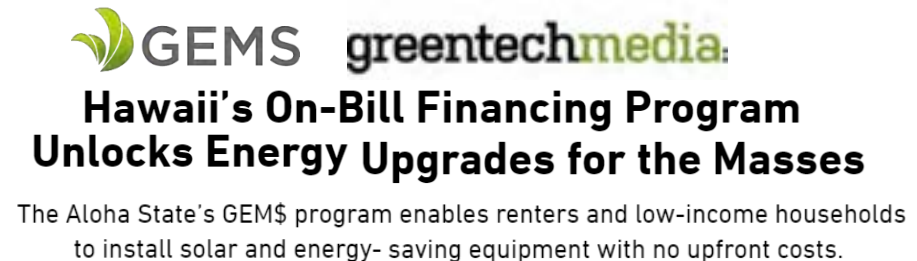 GEMS greentechmedia:
Hawaii's On-Bill Financing Program
Unlocks Energy Upgrades for the Masses
The Aloha State's GEM$ program enables renters and low-income households
to install solar and energy- saving equipment with no upfront costs.